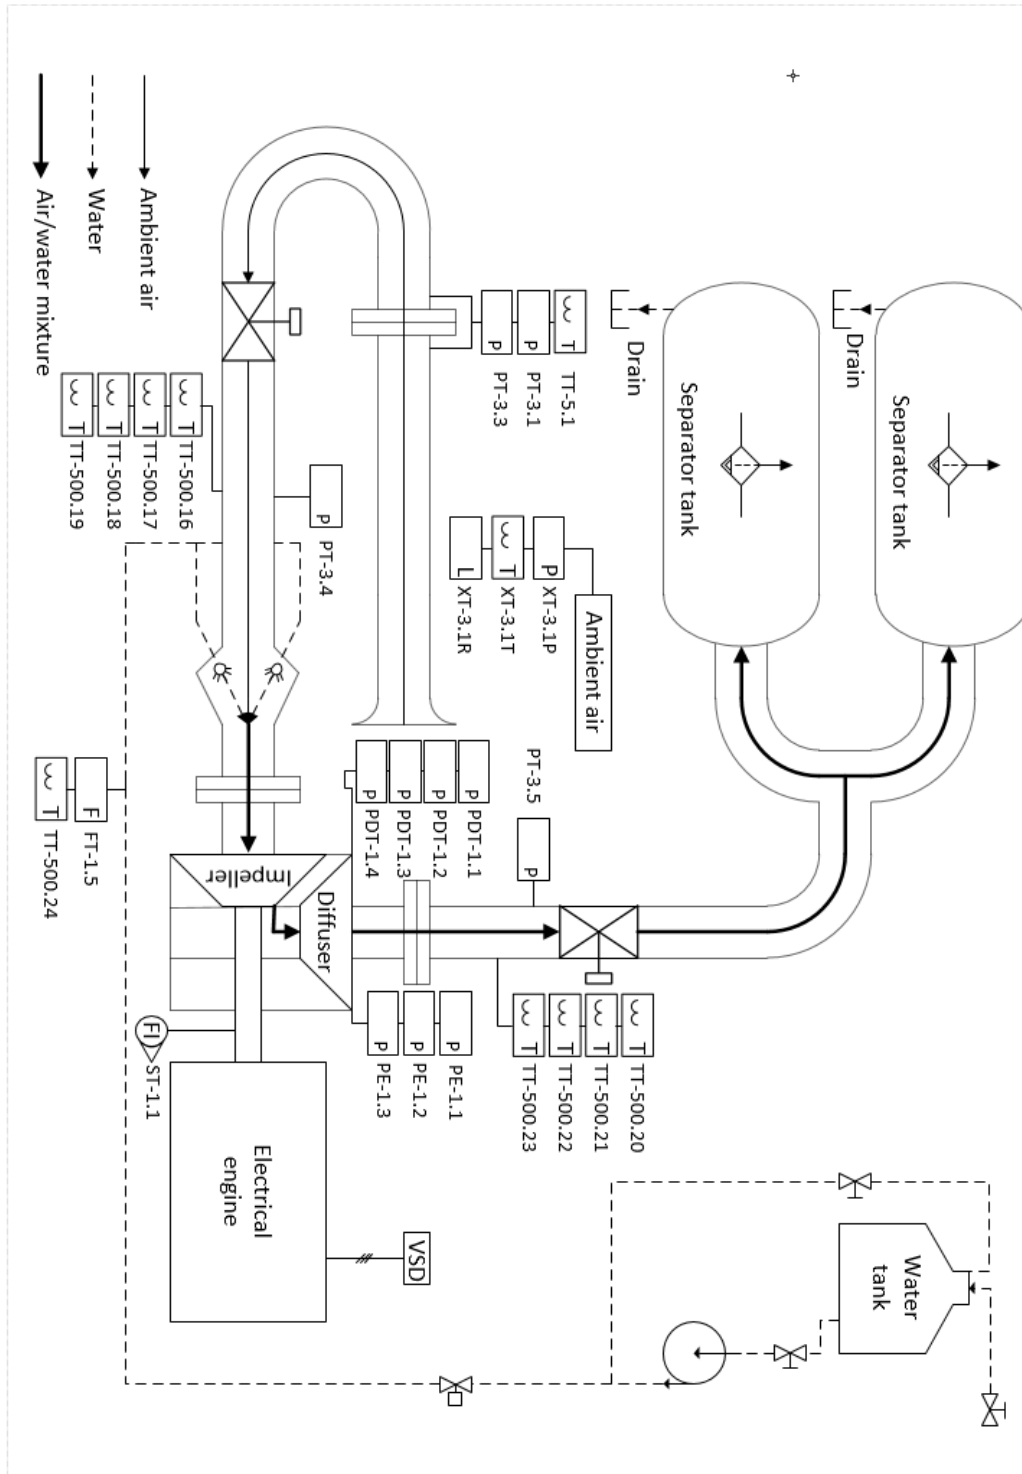 Ambient air
Water
Air/water mixture
Separator tank
Drain
Separator tank
Drain
TT-5.1
T
PT-3.1
P
PT-3.3
P
TT-500.16
T
TT-500.17
T
TT-500.18
T
TT-500.19
T
PT-3.4
P
Ambient air
XT-3.1P
P
XT-3.1T
T
XT-3.1R
L
PT-3.5
P
PDT-1.1
P
PDT-1.2
P
PDT-1.3
P
PDT-1.4
P
FT-1.5
F
TT-500.24
T
Impeller
Diffuser
PE-1.1
P
PE-1.2
P
PE-1.3
P
TT-500.20
T
TT-500.21
T
TT-500.22
T
TT-500.23
T
FI
ST-1.1
Electrical
engine
VSD
Water
tank